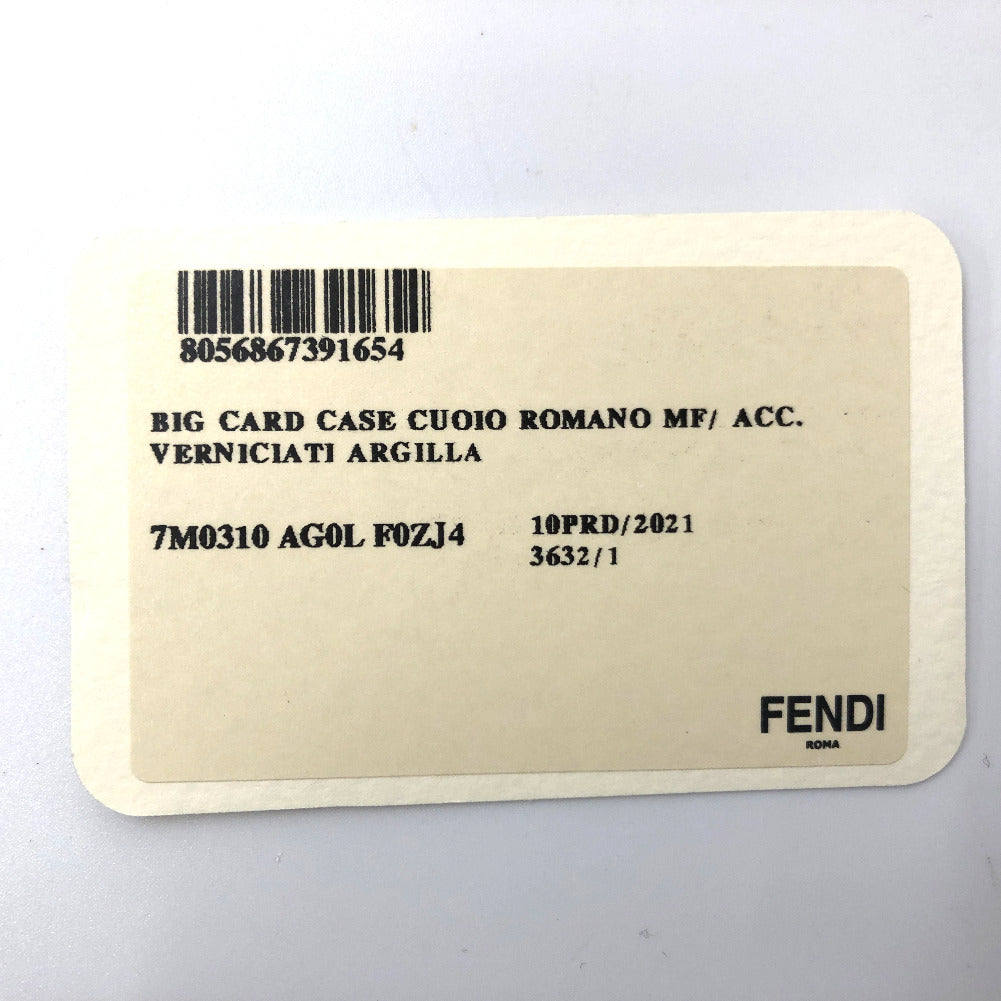 8056867391654
BIG CARD CASE CUOIO ROMANO MF/ ACC.
VERNICIATI ARGILLA
7M0310 AG0L F0ZJ4
10PRD/2021
3632/1
FENDI
ROMA